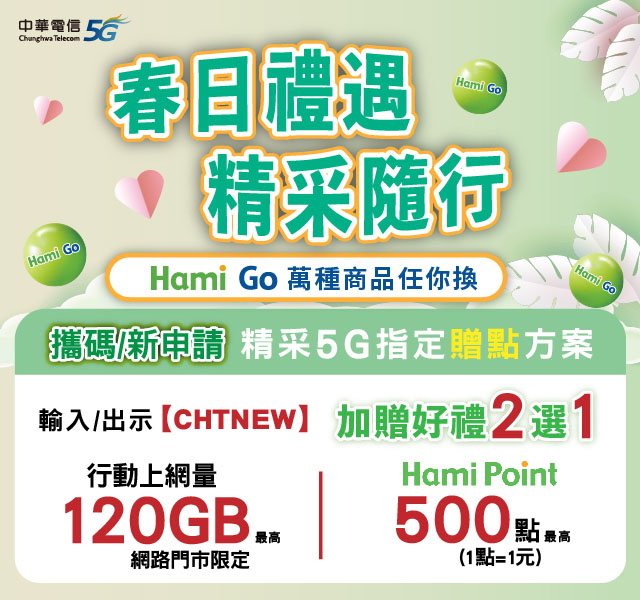 中華電信 5G
Chunghwa Telecom
春日禮遇
Hami Go
精采隨行
Hami Go
Hami Go
Hami Go 萬種商品任你換
攜碼/新申請 精采5G指定贈點方案
輸入/出示【CHTNEW】 加贈好禮2選1
行動上網量
120GB最高
網路門市限定
Hami Point
500點最高
(1點=1元)